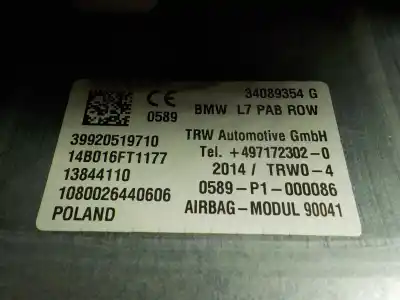 34089354 G
CE 0589
BMW L7 PAB ROW
39920519710
TRW Automotive GmbH
14B016FT1177
Tel. +497172302-0
13844110
2014 / TRW0-4
1080026440606
0589-P1-000086
POLAND
AIRBAG-MODUL 90041